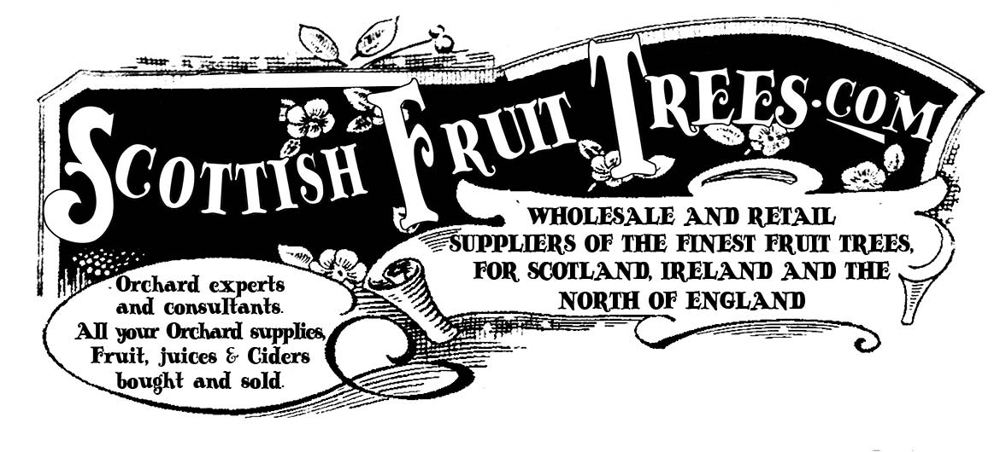 Scottish Fruit Trees.com
WHOLESALE AND RETAIL
SUPPLIERS OF THE FINEST FRUIT TREES,
FOR SCOTLAND, IRELAND AND THE
NORTH OF ENGLAND
Orchard experts
and consultants.
All your Orchard supplies,
Fruit, juices & Ciders
bought and sold.